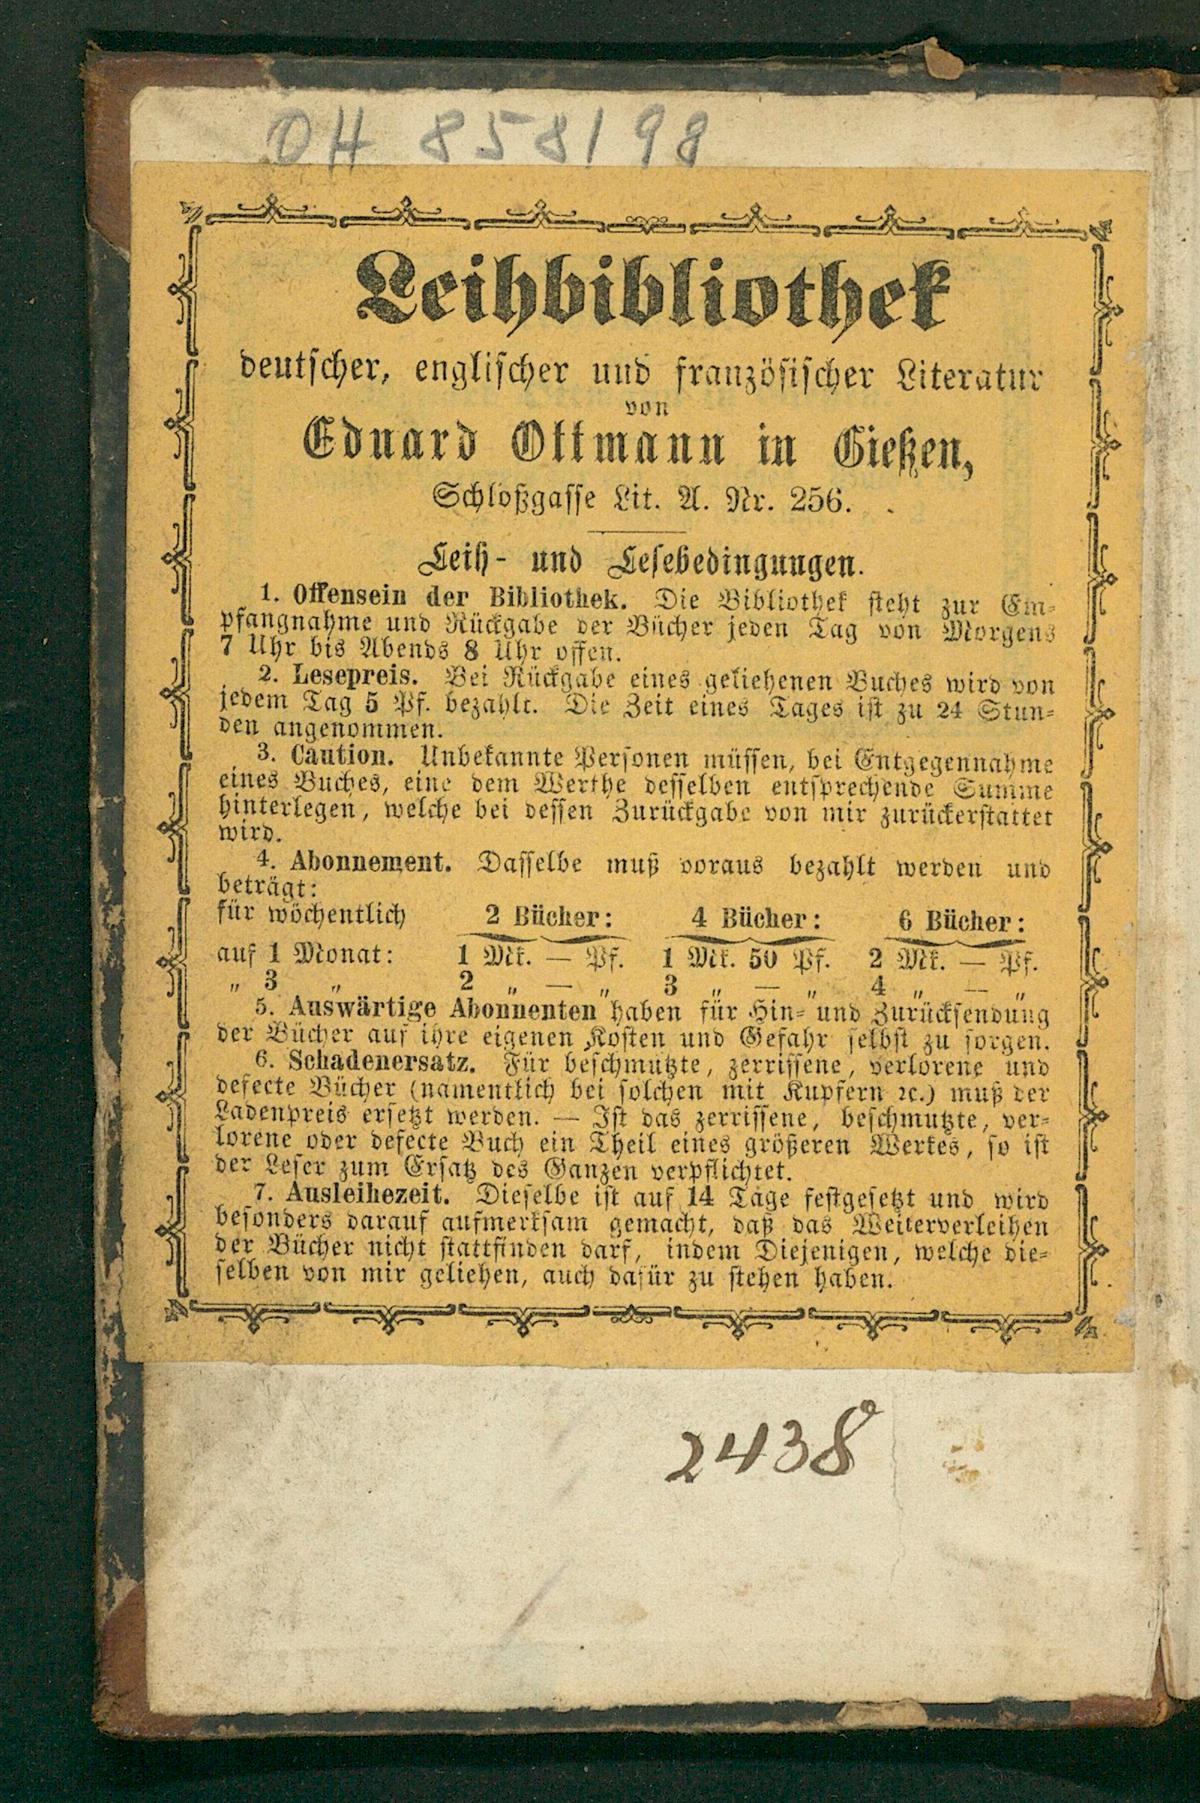 OH 858198
Leihbibliothek
deutscher, englischer und französischer Literatur
von
Eduard Ottmann in Gießen,
Schloßgasse Lit. A. Nr. 256.
Leih- und Lesebedingungen.
1. Offensein der Bibliothek. Die Bibliothek steht zur Em-
pfangnahme und Rückgabe der Bücher jeden Tag von Morgens
7 Uhr bis Abends 8 Uhr offen.
2. Lesepreis. Bei Rückgabe eines geliehenen Buches wird von
jedem Tag 5 Pf. bezahlt. Die Zeit eines Tages ist zu 24 Stun-
den angenommen.
3. Caution. Unbekannte Personen müssen, bei Entgegennahme
eines Buches, eine dem Werthe desselben entsprechende Summe
hinterlegen, welche bei dessen Zurückgabe von mir zurückerstattet
wird.
4. Abonnement. Dasselbe muß voraus bezahlt werden und
beträgt:
für wöchentlich 2 Bücher: 4 Bücher: 6 Bücher:
auf 1 Monat: 1 Mk. — Pf. 1 Mk. 50 Pf. 2 Mk. — Pf.
„ 3 „ 2 „ — „ 3 „ — „ 4 „ — „
5. Auswärtige Abonnenten haben für Hin- und Zurücksendung
der Bücher auf ihre eigenen Kosten und Gefahr selbst zu sorgen.
6. Schadenersatz. Für beschmutzte, zerrissene, verlorene und
defecte Bücher (namentlich bei solchen mit Kupfern ꝛc.) muß der
Ladenpreis ersetzt werden. — Ist das zerrissene, beschmutzte, ver-
lorene oder defecte Buch ein Theil eines größeren Werkes, so ist
der Leser zum Ersatz des Ganzen verpflichtet.
7. Ausleihezeit. Dieselbe ist auf 14 Tage festgesetzt und wird
besonders darauf aufmerksam gemacht, daß das Weiterverleihen
der Bücher nicht stattfinden darf, indem Diejenigen, welche die-
selben von mir geliehen, auch dafür zu stehen haben.
2438